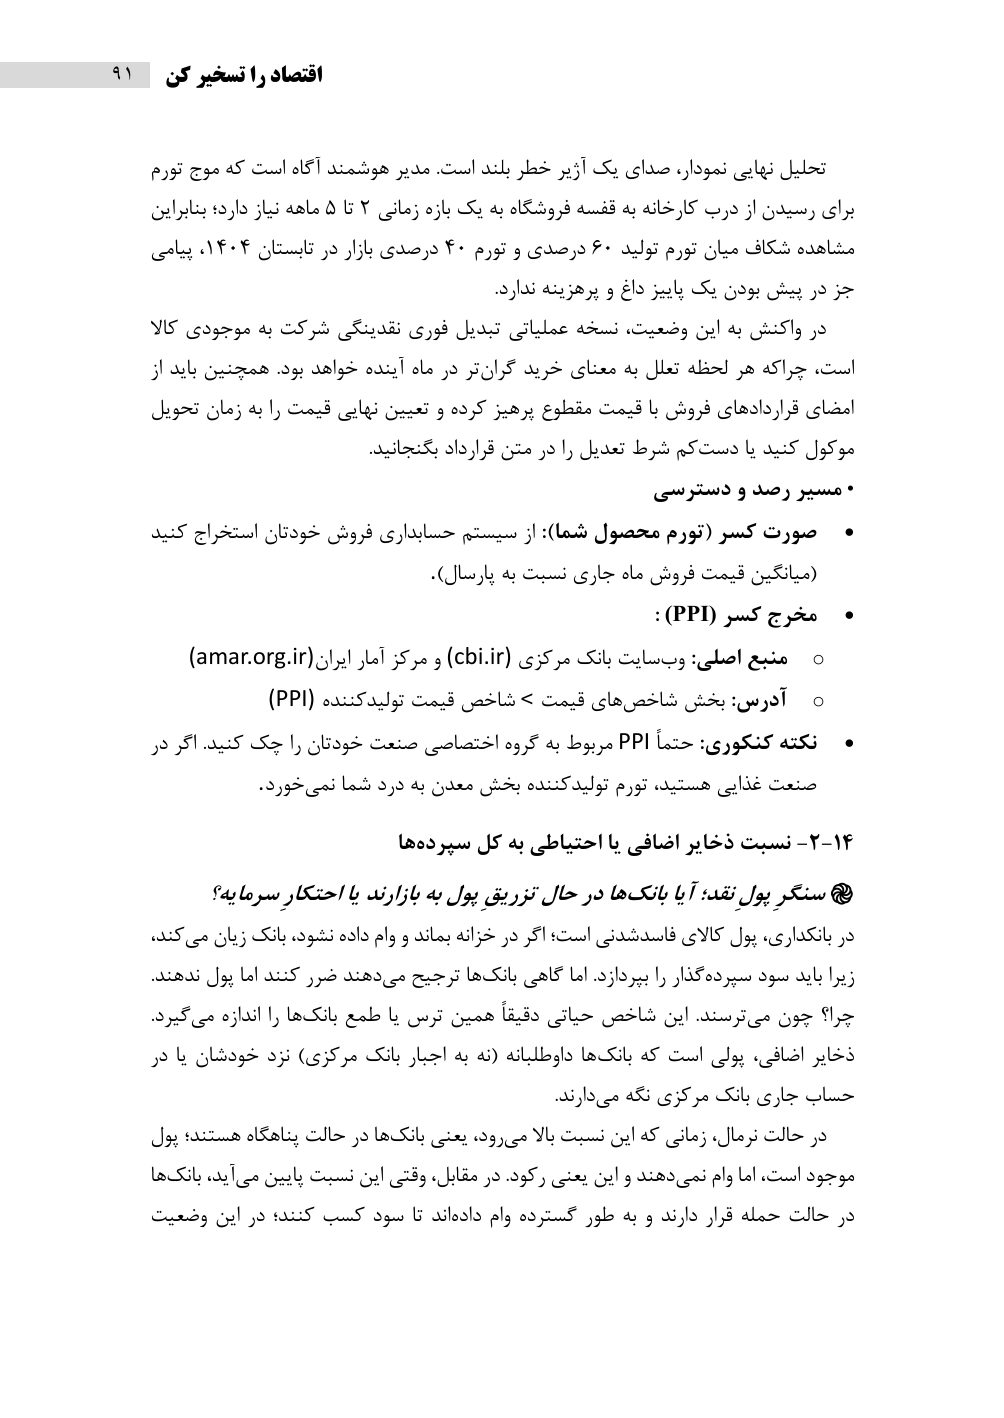 اقتصاد را تسخیر کن ۹۱
تحلیل نهایی نمودار، صدای یک آژیر خطر بلند است. مدیر هوشمند آگاه است که موج تورم
برای رسیدن از درب کارخانه به قفسه فروشگاه به یک بازه زمانی ۲ تا ۵ ماهه نیاز دارد؛ بنابراین
مشاهده شکاف میان تورم تولید ۶۰ درصدی و تورم ۴۰ درصدی بازار در تابستان ۱۴۰۴، پیامی
جز در پیش بودن یک پاییز داغ و پرهزینه ندارد.
در واکنش به این وضعیت، نسخه عملیاتی تبدیل فوری نقدینگی شرکت به موجودی کالا
است، چراکه هر لحظه تعلل به معنای خرید گران‌تر در ماه آینده خواهد بود. همچنین باید از
امضای قراردادهای فروش با قیمت مقطوع پرهیز کرده و تعیین نهایی قیمت را به زمان تحویل
موکول کنید یا دست‌کم شرط تعدیل را در متن قرارداد بگنجانید.
• مسیر رصد و دسترسی
• صورت کسر (تورم محصول شما): از سیستم حسابداری فروش خودتان استخراج کنید
(میانگین قیمت فروش ماه جاری نسبت به پارسال).
• مخرج کسر (PPI) :
○ منبع اصلی: وب‌سایت بانک مرکزی (cbi.ir) و مرکز آمار ایران(amar.org.ir)
○ آدرس: بخش شاخص‌های قیمت > شاخص قیمت تولیدکننده (PPI)
• نکته کنکوری: حتماً PPI مربوط به گروه اختصاصی صنعت خودتان را چک کنید. اگر در
صنعت غذایی هستید، تورم تولیدکننده بخش معدن به درد شما نمی‌خورد.
۲-۱۴- نسبت ذخایر اضافی یا احتیاطی به کل سپرده‌ها
سنگرِ پولِ نقد؛ آیا بانک‌ها در حال تزریقِ پول به بازارند یا احتکارِ سرمایه؟
در بانکداری، پول کالای فاسدشدنی است؛ اگر در خزانه بماند و وام داده نشود، بانک زیان می‌کند،
زیرا باید سود سپرده‌گذار را بپردازد. اما گاهی بانک‌ها ترجیح می‌دهند ضرر کنند اما پول ندهند.
چرا؟ چون می‌ترسند. این شاخص حیاتی دقیقاً همین ترس یا طمع بانک‌ها را اندازه می‌گیرد.
ذخایر اضافی، پولی است که بانک‌ها داوطلبانه (نه به اجبار بانک مرکزی) نزد خودشان یا در
حساب جاری بانک مرکزی نگه می‌دارند.
در حالت نرمال، زمانی که این نسبت بالا می‌رود، یعنی بانک‌ها در حالت پناهگاه هستند؛ پول
موجود است، اما وام نمی‌دهند و این یعنی رکود. در مقابل، وقتی این نسبت پایین می‌آید، بانک‌ها
در حالت حمله قرار دارند و به طور گسترده وام داده‌اند تا سود کسب کنند؛ در این وضعیت